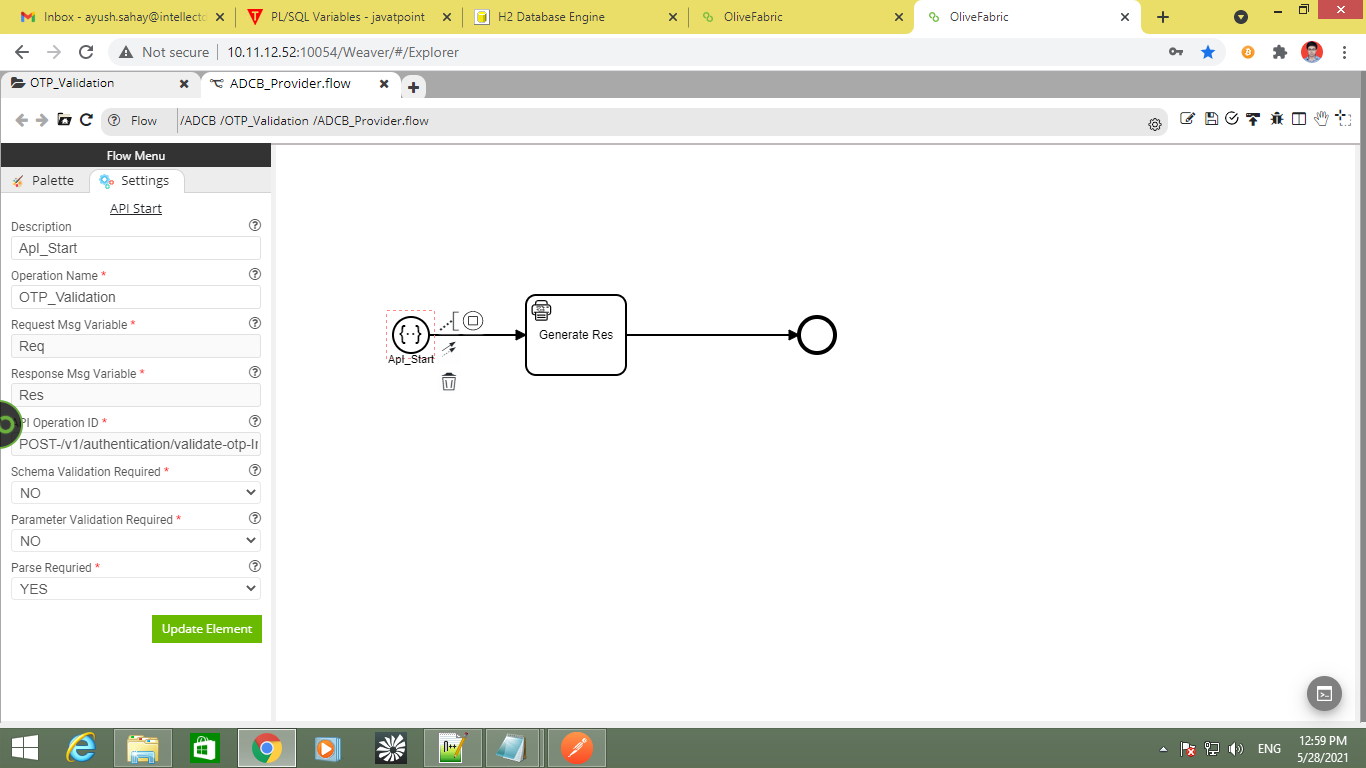 Inbox - ayush.sahay@intellect
PL/SQL Variables - javatpoint
H2 Database Engine
OliveFabric
OliveFabric
Not secure
10.11.12.52:10054/Weaver/#/Explorer
OTP_Validation
ADCB_Provider.flow
Flow
/ADCB /OTP_Validation /ADCB_Provider.flow
Flow Menu
Palette
Settings
API Start
Description
ApI_Start
Operation Name *
OTP_Validation
Request Msg Variable *
Req
Response Msg Variable *
Res
PI Operation ID *
POST-/v1/authentication/validate-otp-Ir
Schema Validation Required *
NO
Parameter Validation Required *
NO
Parse Requried *
YES
Update Element
{··}
ApI_Start
Generate Res
N++
ENG
12:59 PM
5/28/2021